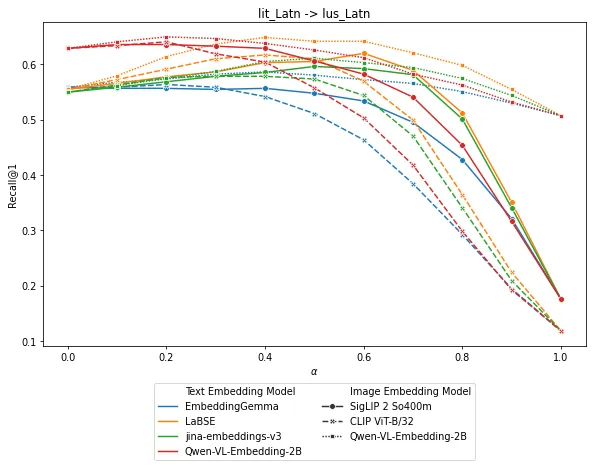 lit_Latn -> lus_Latn
Recall@1
0.6
0.5
0.4
0.3
0.2
0.1
0.0 0.2 0.4 0.6 0.8 1.0
α
Text Embedding Model Image Embedding Model
EmbeddingGemma SigLIP 2 So400m
LaBSE CLIP ViT-B/32
jina-embeddings-v3 Qwen-VL-Embedding-2B
Qwen-VL-Embedding-2B